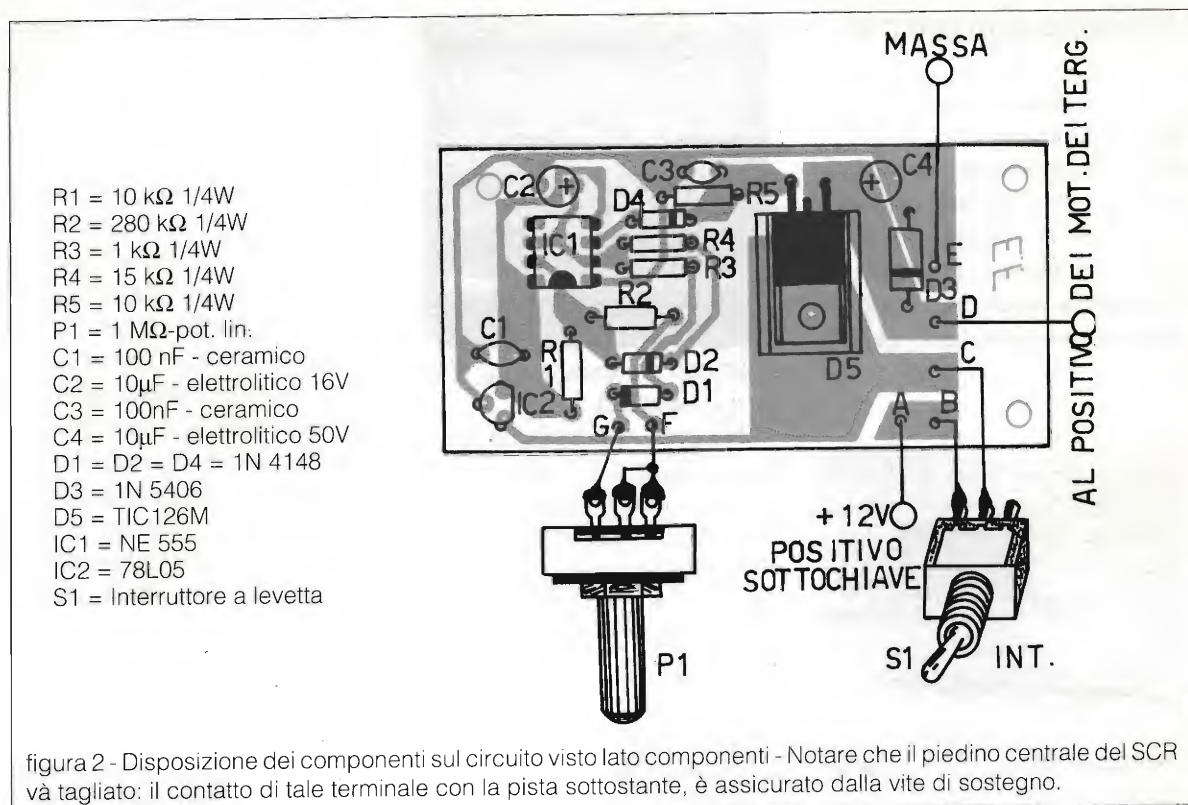 R1 = 10 kΩ 1/4W
R2 = 280 kΩ 1/4W
R3 = 1 kΩ 1/4W
R4 = 15 kΩ 1/4W
R5 = 10 kΩ 1/4W
P1 = 1 MΩ-pot. lin.
C1 = 100 nF - ceramico
C2 = 10µF - elettrolitico 16V
C3 = 100nF - ceramico
C4 = 10µF - elettrolitico 50V
D1 = D2 = D4 = 1N 4148
D3 = 1N 5406
D5 = TIC126M
IC1 = NE 555
IC2 = 78L05
S1 = Interruttore a levetta
MASSA
AL POSITIVO DEI MOT. DEI TERG.
C2
+
C3
C4
+
R5
D4
IC1
R4
R3
E
EE
D3
R2
D
C1
R1
D2
D5
C
IC2
D1
A
B
G
F
+ 12V
POSITIVO
SOTTOCHIAVE
P1
S1
INT.
figura 2 - Disposizione dei componenti sul circuito visto lato componenti - Notare che il piedino centrale del SCR
và tagliato: il contatto di tale terminale con la pista sottostante, è assicurato dalla vite di sostegno.